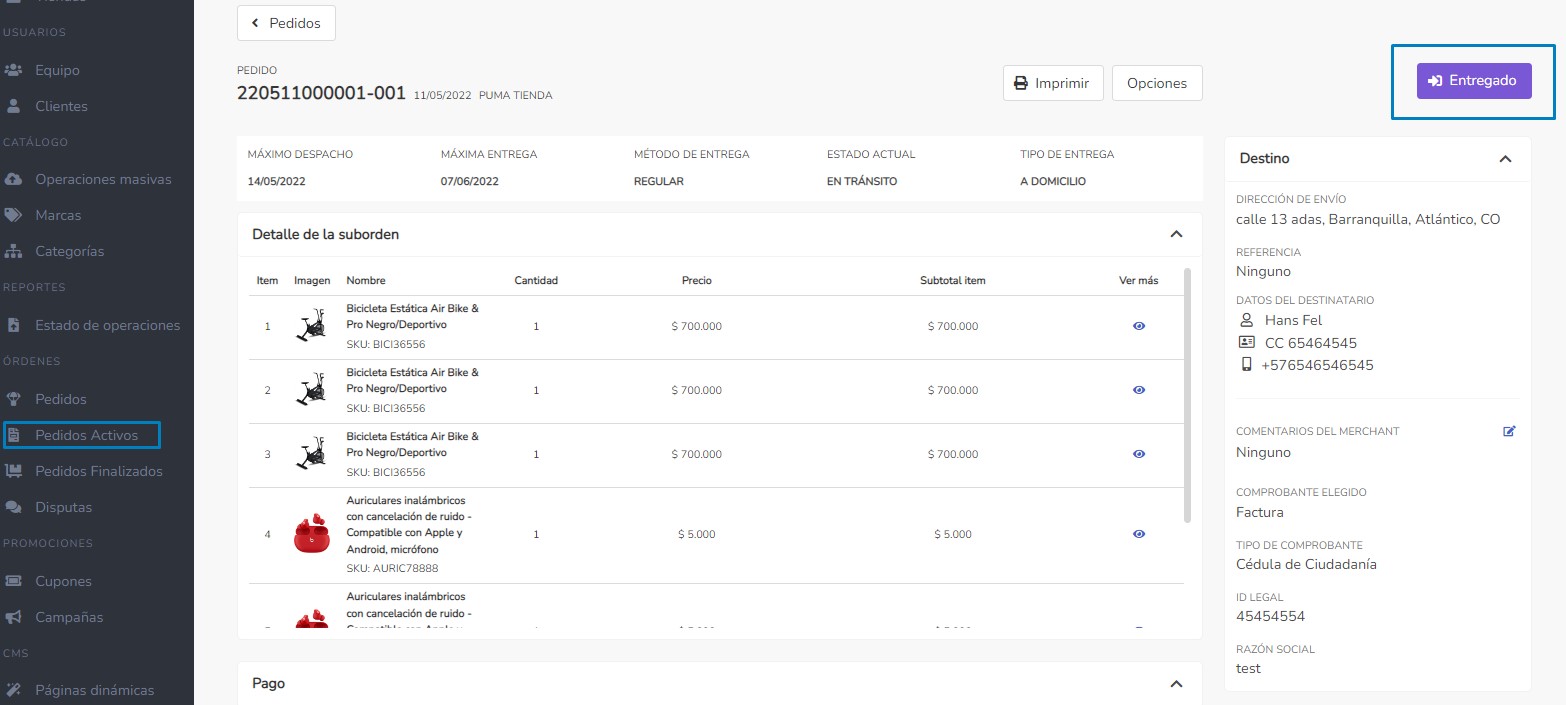 USUARIOS
Equipo
Clientes
CATÁLOGO
Operaciones masivas
Marcas
Categorías
REPORTES
Estado de operaciones
ÓRDENES
Pedidos
Pedidos Activos
Pedidos Finalizados
Disputas
PROMOCIONES
Cupones
Campañas
CMS
Páginas dinámicas
Pedidos
PEDIDO
220511000001-001 11/05/2022 PUMA TIENDA
Imprimir
Opciones
Entregado
MÁXIMO DESPACHO
14/05/2022
MÁXIMA ENTREGA
07/06/2022
MÉTODO DE ENTREGA
REGULAR
ESTADO ACTUAL
EN TRÁNSITO
TIPO DE ENTREGA
A DOMICILIO
Detalle de la suborden
Item Imagen Nombre Cantidad Precio Subtotal item Ver más
Bicicleta Estática Air Bike &
1 Pro Negro/Deportivo 1 $ 700.000 $ 700.000
SKU: BICI36556
Bicicleta Estática Air Bike &
2 Pro Negro/Deportivo 1 $ 700.000 $ 700.000
SKU: BICI36556
Bicicleta Estática Air Bike &
3 Pro Negro/Deportivo 1 $ 700.000 $ 700.000
SKU: BICI36556
Auriculares inalámbricos
con cancelación de ruido -
4 Compatible con Apple y 1 $ 5.000 $ 5.000
Android, micrófono
SKU: AURIC78888
Auriculares inalámbricos
con cancelación de ruido -
Pago
Destino
DIRECCIÓN DE ENVÍO
calle 13 adas, Barranquilla, Atlántico, CO
REFERENCIA
Ninguno
DATOS DEL DESTINATARIO
Hans Fel
CC 65464545
+576546546545
COMENTARIOS DEL MERCHANT
Ninguno
COMPROBANTE ELEGIDO
Factura
TIPO DE COMPROBANTE
Cédula de Ciudadanía
ID LEGAL
45454554
RAZÓN SOCIAL
test